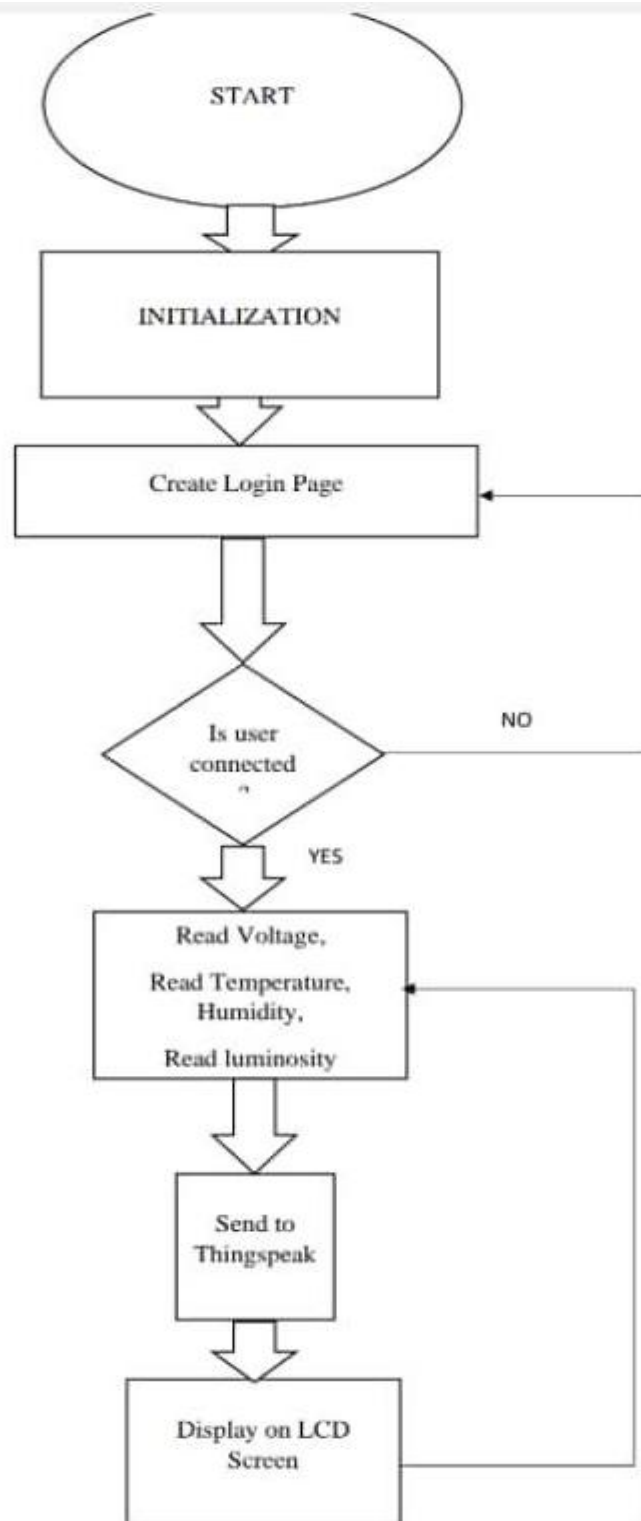 START
INITIALIZATION
Create Login Page
Is user
connected
?
NO
YES
Read Voltage,
Read Temperature,
Humidity,
Read luminosity
Send to
Thingspeak
Display on LCD
Screen